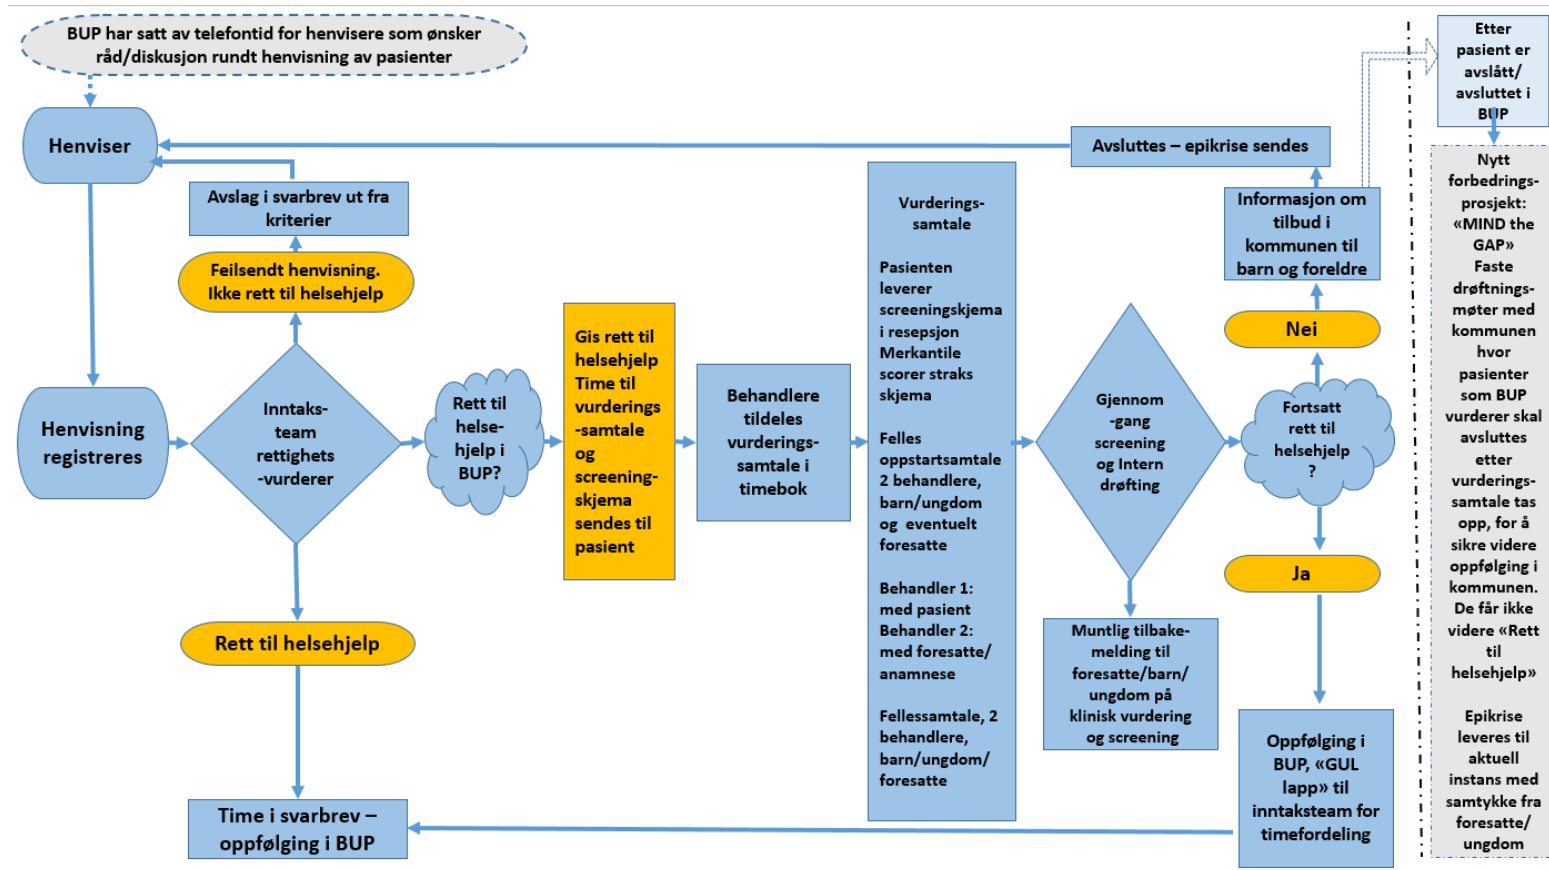 BUP har satt av telefontid for henvisere som ønsker
råd/diskusjon rundt henvisning av pasienter
Henviser
Avslag i svarbrev ut fra
kriterier
Feilsendt henvisning.
Ikke rett til helsehjelp
Henvisning
registreres
Inntaks-
team
rettighets
-vurderer
Rett til helsehjelp
Time i svarbrev –
oppfølging i BUP
Rett til
helse-
hjelp i
BUP?
Gis rett til
helsehjelp
Time til
vurderings
-samtale
og
screening-
skjema
sendes til
pasient
Behandlere
tildeles
vurderings-
samtale i
timebok
Vurderings-
samtale
Pasienten
leverer
screeningskjema
i resepsjon
Merkantile
scorer straks
skjema
Felles
oppstartsamtale
2 behandlere,
barn/ungdom
og eventuelt
foresatte
Behandler 1:
med pasient
Behandler 2:
med foresatte/
anamnese
Fellessamtale, 2
behandlere,
barn/ungdom/
foresatte
Gjennom
-gang
screening
og Intern
drøfting
Muntlig tilbake-
melding til
foresatte/barn/
ungdom på
klinisk vurdering
og screening
Avsluttes – epikrise sendes
Informasjon om
tilbud i
kommunen til
barn og foreldre
Nei
Fortsatt
rett til
helsehjelp
?
Ja
Oppfølging i
BUP, «GUL
lapp» til
inntaksteam for
timefordeling
Etter
pasient er
avslått/
avsluttet i
BUP
Nytt
forbedrings-
prosjekt:
«MIND the
GAP»
Faste
drøftnings-
møter med
kommunen
hvor
pasienter
som BUP
vurderer skal
avsluttes
etter
vurderings-
samtale tas
opp, for å
sikre videre
oppfølging i
kommunen.
De får ikke
videre «Rett
til
helsehjelp»
Epikrise
leveres til
aktuell
instans med
samtykke fra
foresatte/
ungdom